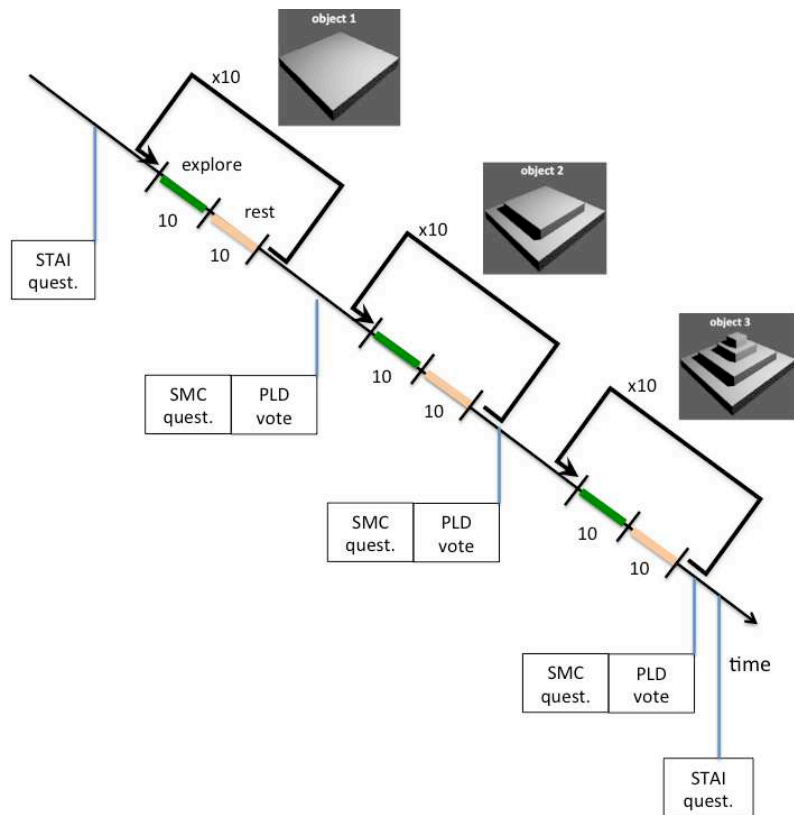 object 1
x10
explore
10
rest
10
STAI
quest.
object 2
x10
10
10
SMC
quest.
PLD
vote
object 3
x10
10
10
SMC
quest.
PLD
vote
SMC
quest.
PLD
vote
time
STAI
quest.